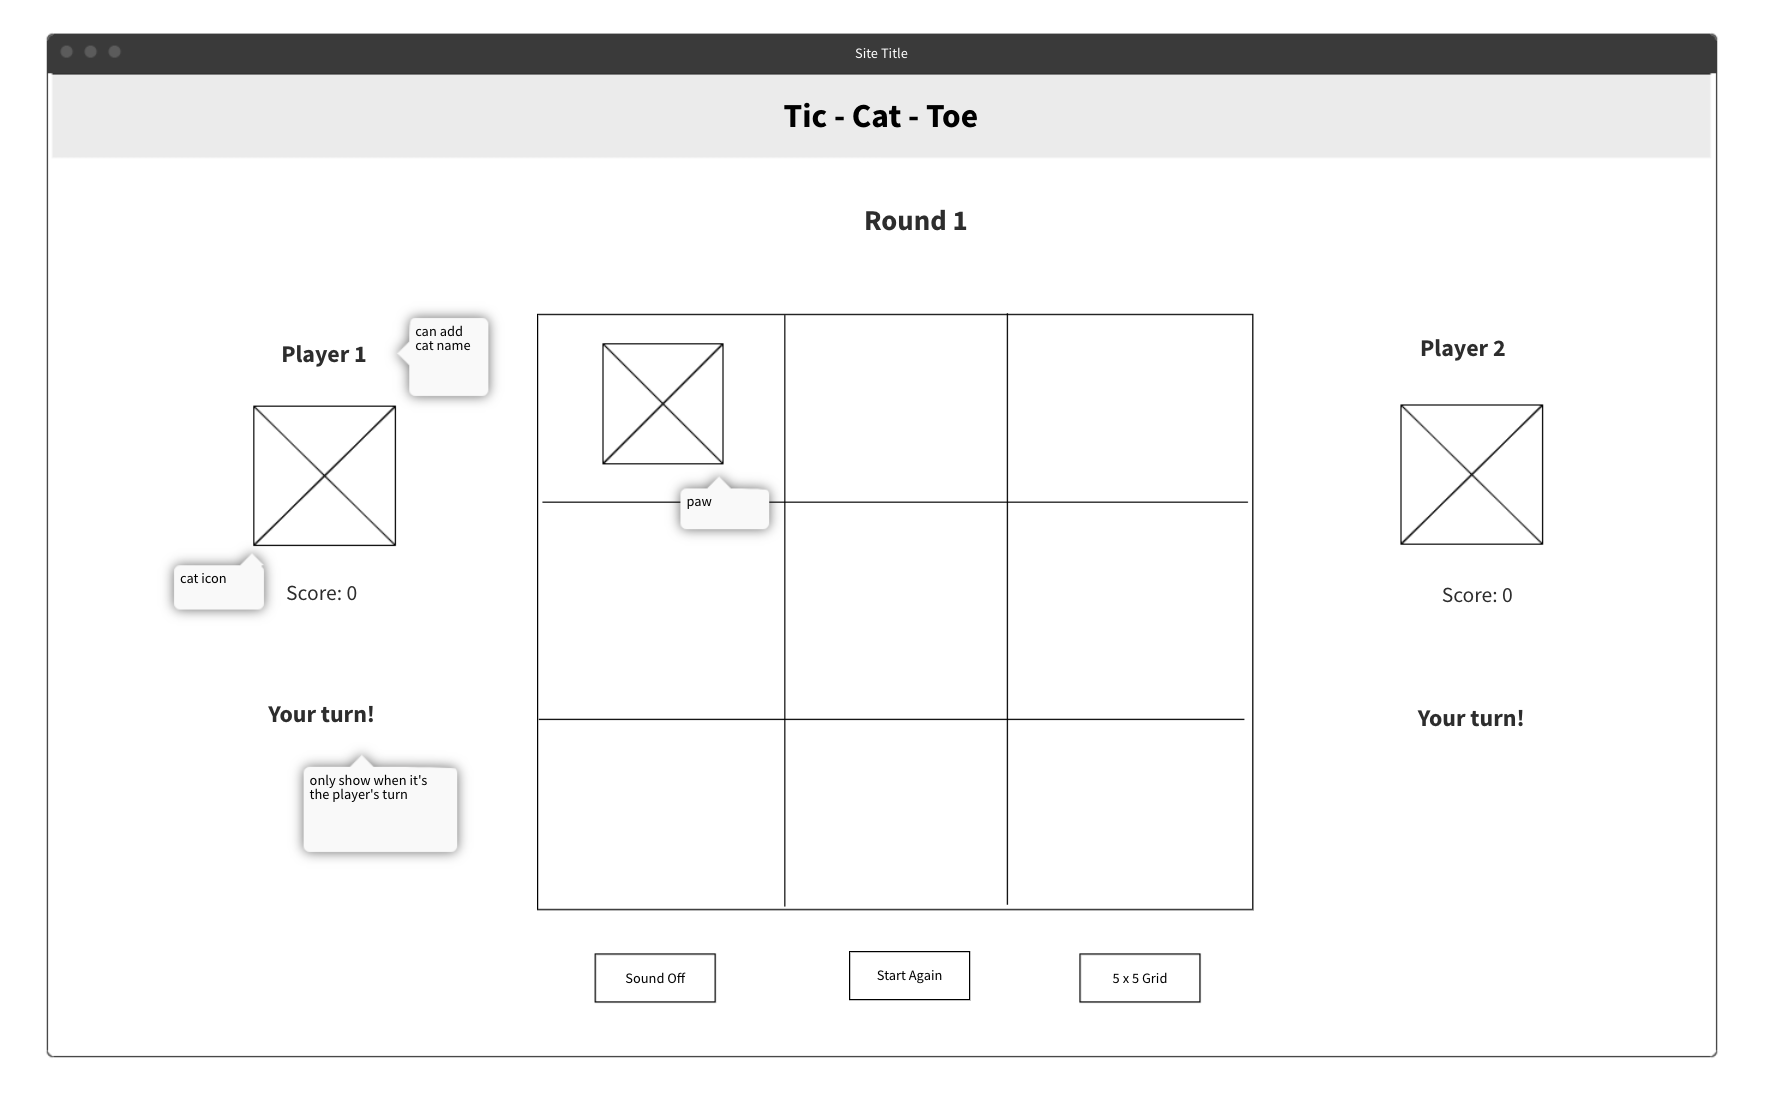 Site Title
Tic - Cat - Toe
Round 1
Player 1
can add
cat name
Player 2
paw
cat icon
Score: 0
Score: 0
Your turn!
Your turn!
only show when it's
the player's turn
Sound Off
Start Again
5 x 5 Grid